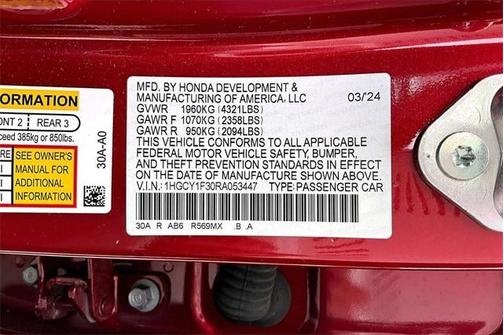 MFD. BY HONDA DEVELOPMENT &
MANUFACTURING OF AMERICA, LLC 03/24
GVWR 1960KG (4321LBS)
GAWR F 1070KG (2358LBS)
GAWR R 950KG (2094LBS)
THIS VEHICLE CONFORMS TO ALL APPLICABLE
FEDERAL MOTOR VEHICLE SAFETY, BUMPER,
AND THEFT PREVENTION STANDARDS IN EFFECT
ON THE DATE OF MANUFACTURE SHOWN ABOVE.
V.I.N.: 1HGCY1F30RA053447 TYPE: PASSENGER CAR
30A R AB6 R569MX .B .A
FORMATION
ONT 2 REAR 3
ceed 385kg or 850lbs.
RE SEE OWNER'S
MANUAL FOR
ADDITIONAL
INFORMATION
30A-A0